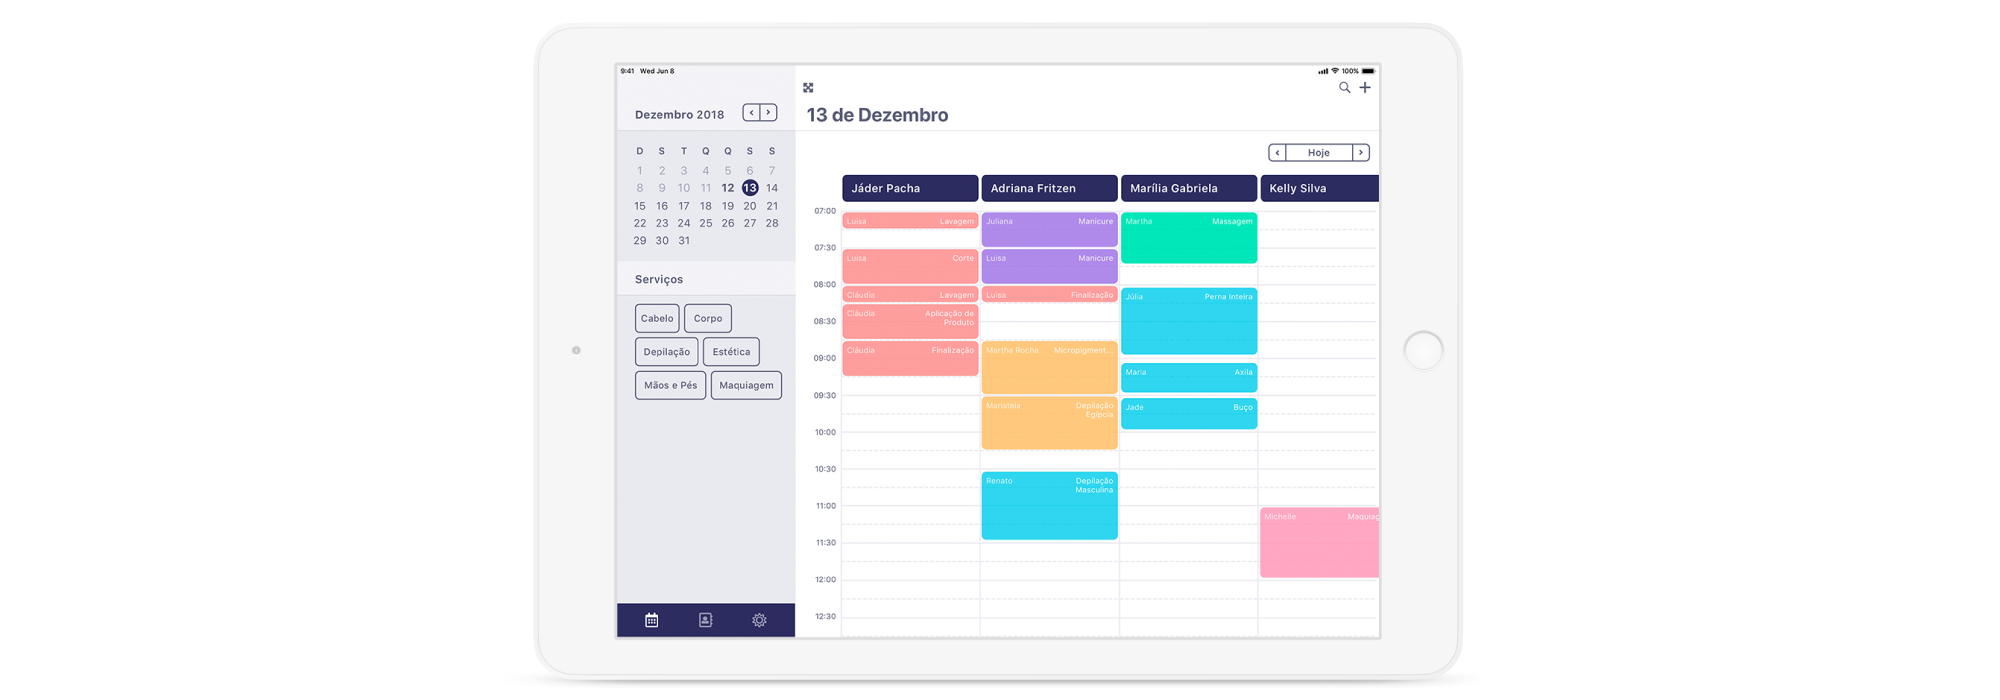 9:41 Wed Jun 6
100%
Dezembro 2018
D S T Q Q S S
1 2 3 4 5 6 7
8 9 10 11 12 13 14
15 16 17 18 19 20 21
22 23 24 25 26 27 28
29 30 31
Serviços
Cabelo Corpo
Depilação Estética
Mãos e Pés Maquiagem
13 de Dezembro
Hoje
Jáder Pacha Adriana Fritzen Marília Gabriela Kelly Silva
07:00
Luisa Lavagem
Juliana Manicure
Martha Massagem
07:30
Luisa Corte
Luisa Manicure
08:00
Cláudia Lavagem
Luisa Finalização
Júlia Perna Inteira
08:30
Cláudia Aplicação de
Produto
09:00
Cláudia Finalização
Martha Rocha Micropigment...
Maria Axila
09:30
Maristela Depilação
Egípcia
Jade Buço
10:00
10:30
Renato Depilação
Masculina
11:00
Michelle Maquiag
11:30
12:00
12:30